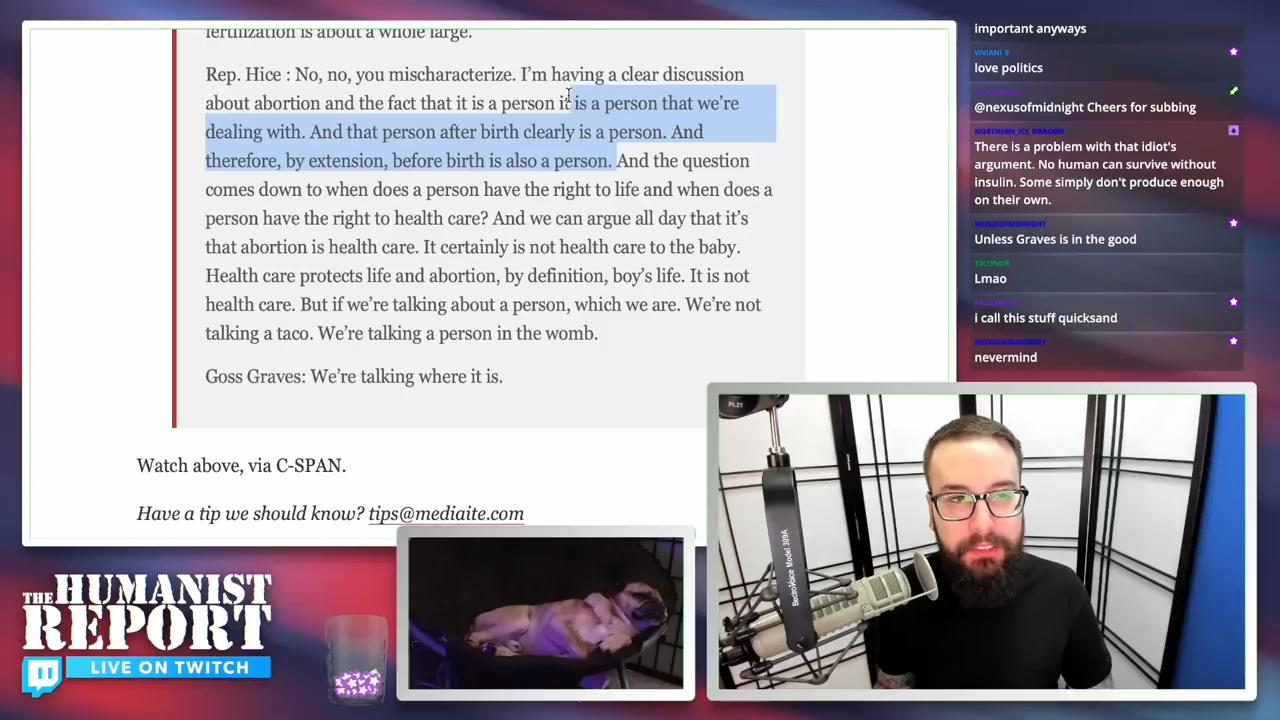 fertilization is about a whole large.
Rep. Hice : No, no, you mischaracterize. I'm having a clear discussion
about abortion and the fact that it is a person it is a person that we're
dealing with. And that person after birth clearly is a person. And
therefore, by extension, before birth is also a person. And the question
comes down to when does a person have the right to life and when does a
person have the right to health care? And we can argue all day that it's
that abortion is health care. It certainly is not health care to the baby.
Health care protects life and abortion, by definition, boy's life. It is not
health care. But if we're talking about a person, which we are. We're not
talking a taco. We're talking a person in the womb.
Goss Graves: We're talking where it is.
Watch above, via C-SPAN.
Have a tip we should know? tips@mediaite.com
important anyways
VIVIANI_9
love politics
@nexusofmidnight Cheers for subbing
NORTHERN_ICE_DRAGON
There is a problem with that idiot's
argument. No human can survive without
insulin. Some simply don't produce enough
on their own.
NEXUSOFMIDNIGHT
Unless Graves is in the good
13CONOR
Lmao
i call this stuff quicksand
nevermind
PL2T
ElectroVoice Model 309A
THE HUMANIST
REPORT
LIVE ON TWITCH